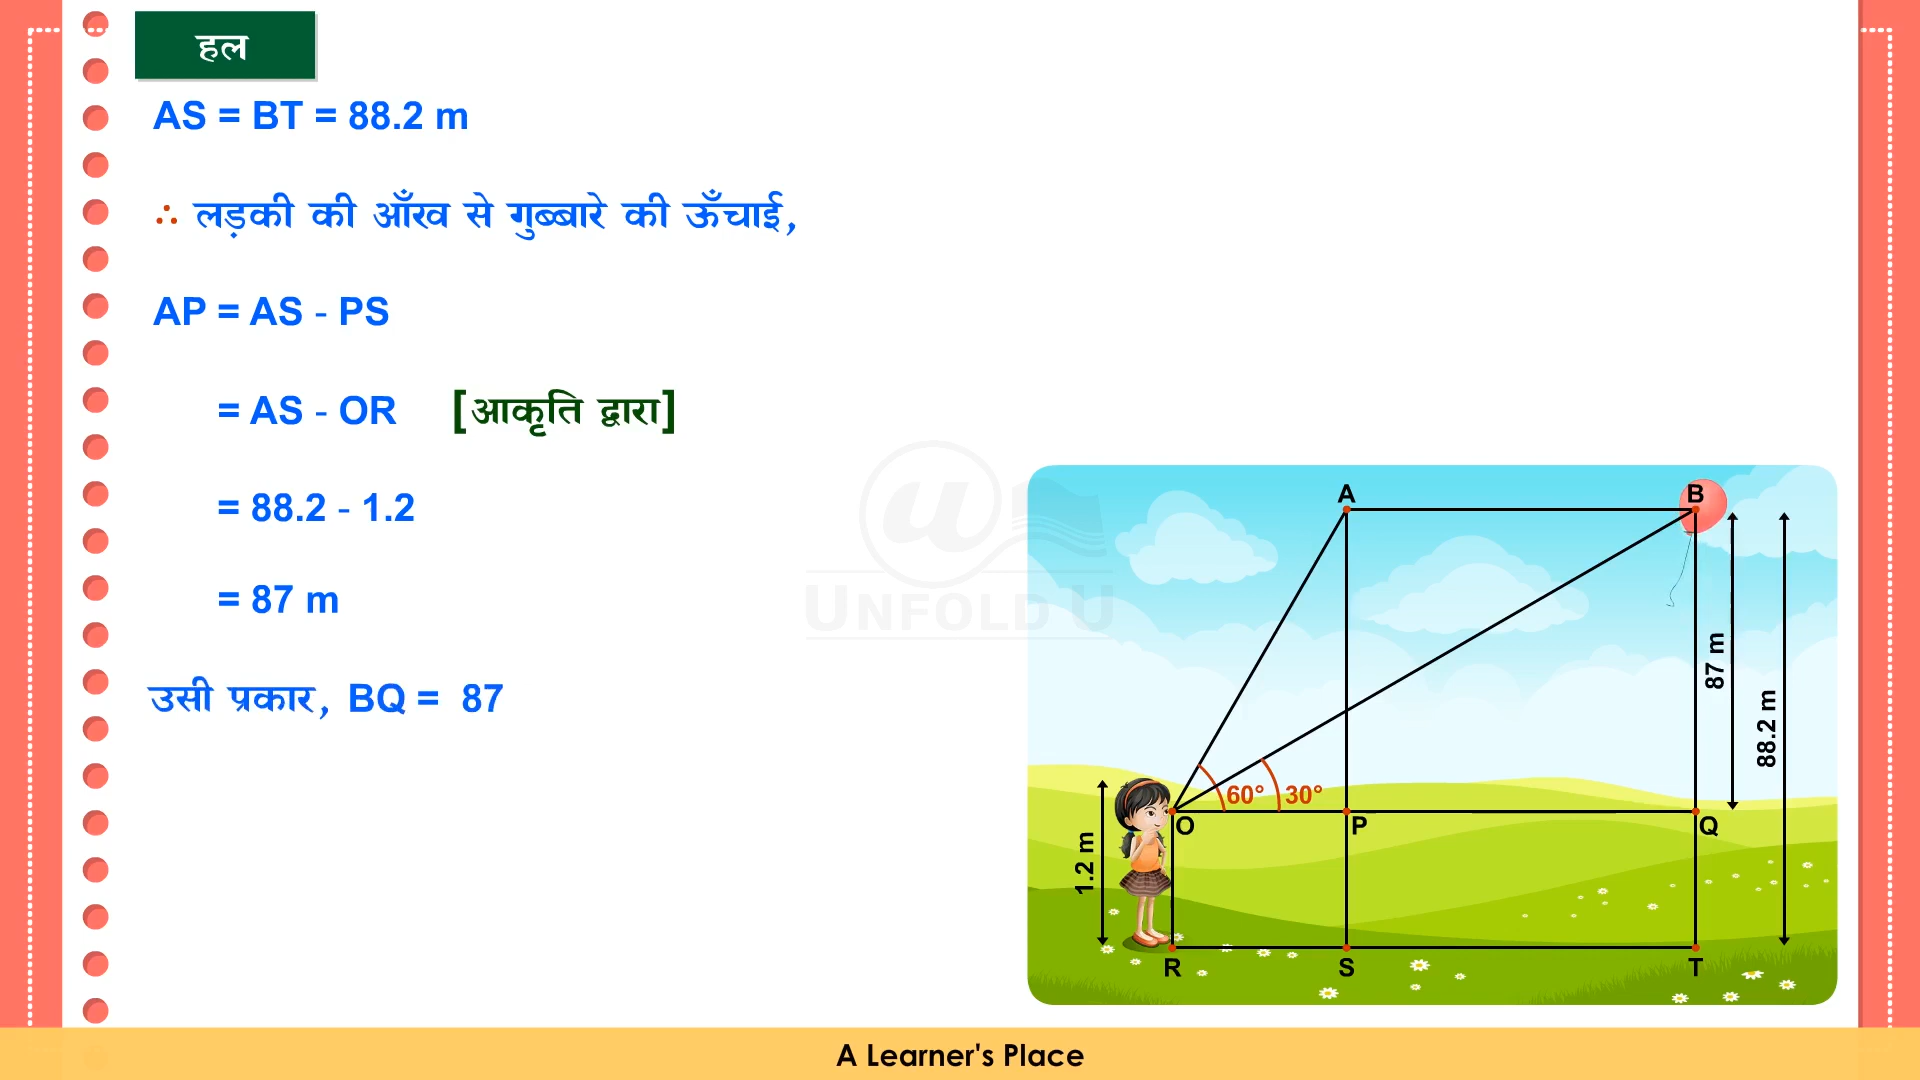 हल
AS = BT = 88.2 m
∴ लड़की की आँख से गुब्बारे की ऊँचाई,
AP = AS - PS
= AS - OR [आकृति द्वारा]
= 88.2 - 1.2
= 87 m
उसी प्रकार, BQ = 87
UNFOLD U
A
B
87 m
88.2 m
60°
30°
1.2 m
O
P
Q
R
S
T
A Learner's Place